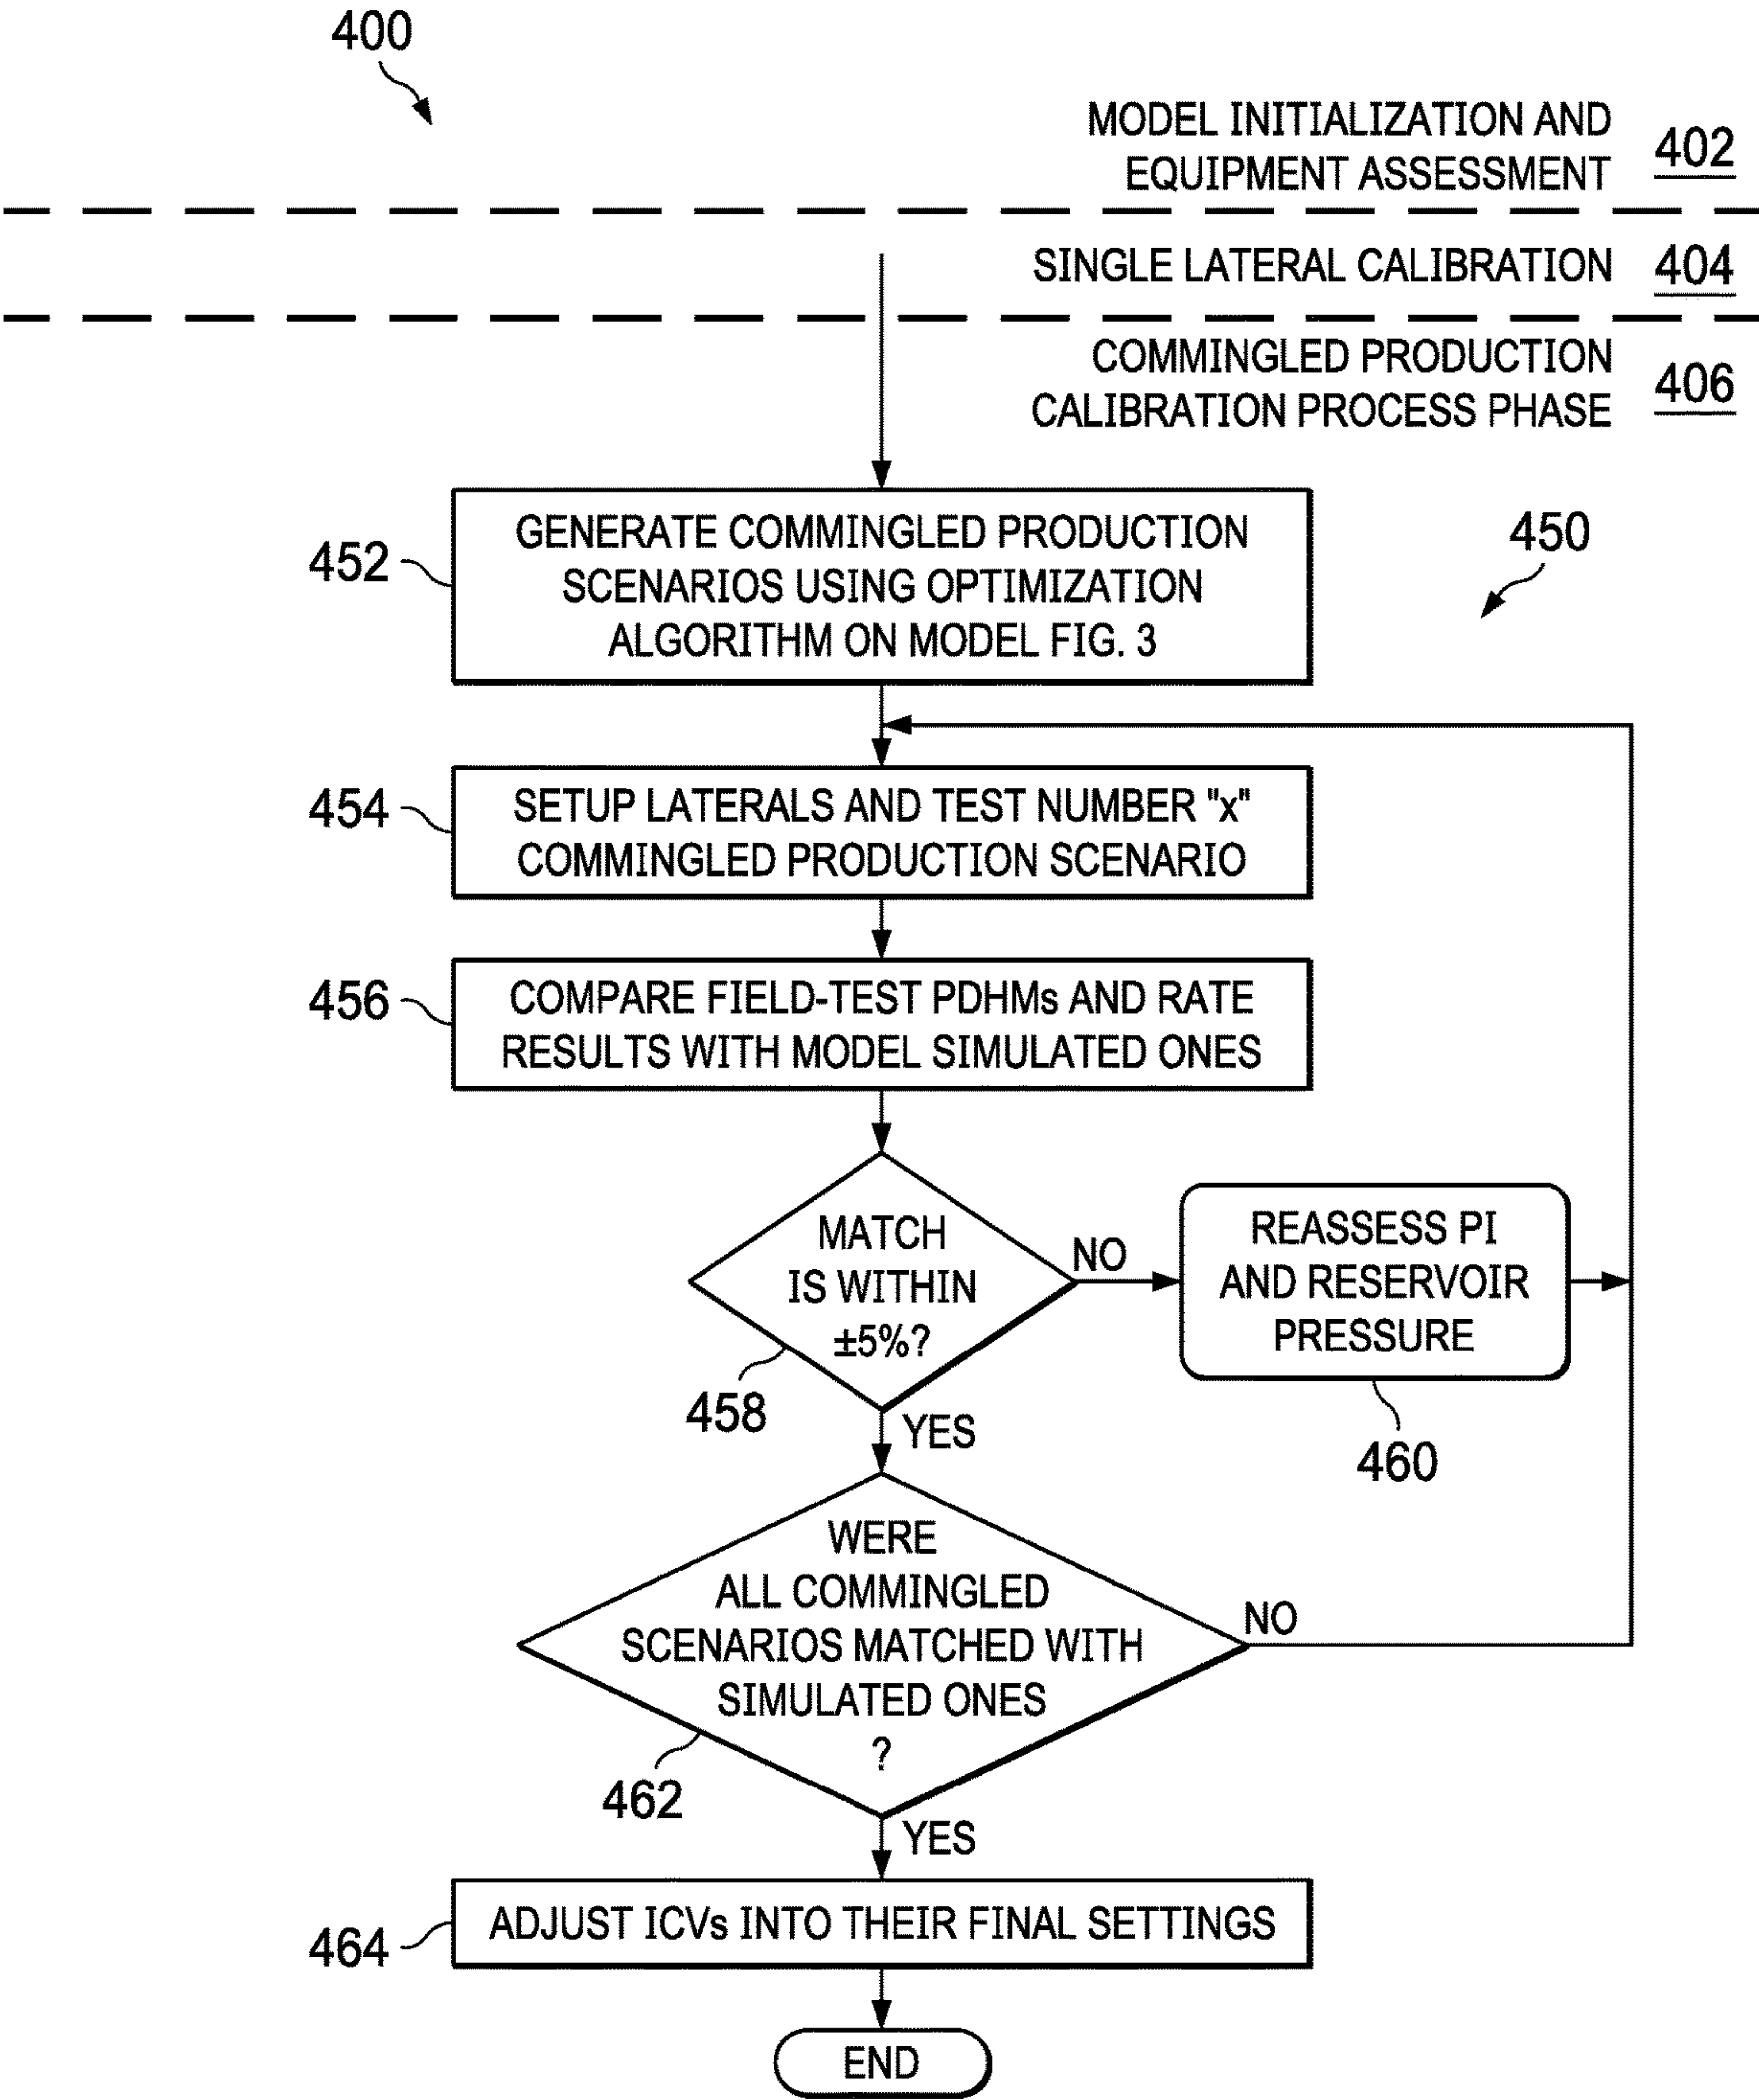 400
MODEL INITIALIZATION AND
EQUIPMENT ASSESSMENT
402
SINGLE LATERAL CALIBRATION
404
COMMINGLED PRODUCTION
CALIBRATION PROCESS PHASE
406
450
452
GENERATE COMMINGLED PRODUCTION
SCENARIOS USING OPTIMIZATION
ALGORITHM ON MODEL FIG. 3
454
SETUP LATERALS AND TEST NUMBER "x"
COMMINGLED PRODUCTION SCENARIO
456
COMPARE FIELD-TEST PDHMs AND RATE
RESULTS WITH MODEL SIMULATED ONES
MATCH
IS WITHIN
±5%?
458
NO
REASSESS PI
AND RESERVOIR
PRESSURE
460
YES
WERE
ALL COMMINGLED
SCENARIOS MATCHED WITH
SIMULATED ONES
?
462
NO
YES
464
ADJUST ICVs INTO THEIR FINAL SETTINGS
END